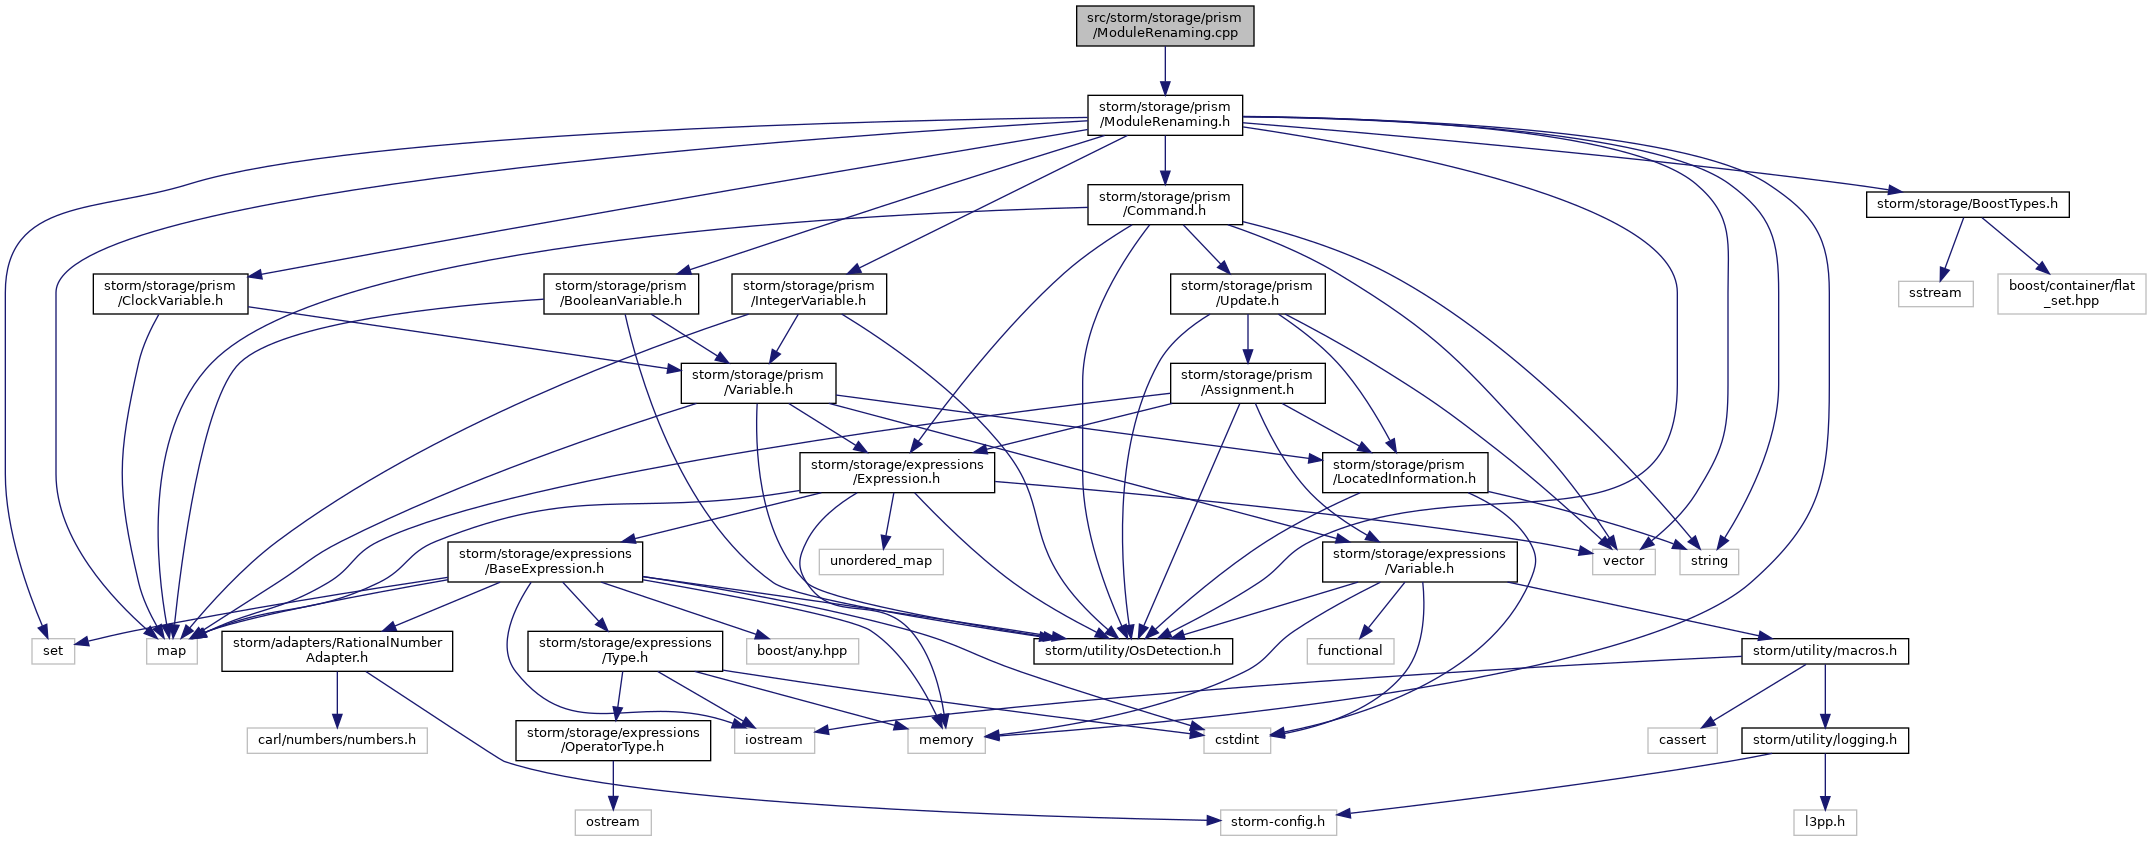 src/storm/storage/prism
/ModuleRenaming.cpp
storm/storage/prism
/ModuleRenaming.h
storm/storage/prism
/Command.h
storm/storage/BoostTypes.h
storm/storage/prism
/ClockVariable.h
storm/storage/prism
/BooleanVariable.h
storm/storage/prism
/IntegerVariable.h
storm/storage/prism
/Update.h
sstream
boost/container/flat
_set.hpp
storm/storage/prism
/Variable.h
storm/storage/prism
/Assignment.h
storm/storage/expressions
/Expression.h
storm/storage/prism
/LocatedInformation.h
storm/storage/expressions
/BaseExpression.h
unordered_map
storm/storage/expressions
/Variable.h
vector
string
set
map
storm/adapters/RationalNumber
Adapter.h
storm/storage/expressions
/Type.h
boost/any.hpp
storm/utility/OsDetection.h
functional
storm/utility/macros.h
carl/numbers/numbers.h
storm/storage/expressions
/OperatorType.h
iostream
memory
cstdint
cassert
storm/utility/logging.h
ostream
storm-config.h
l3pp.h